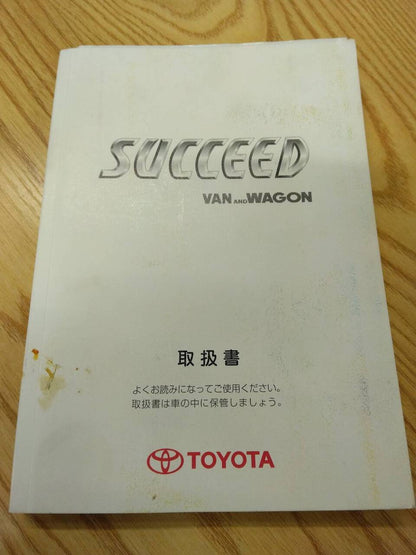 SUCCEED
VAN AND WAGON
取扱書
よくお読みになってご使用ください。
取扱書は車の中に保管しましょう。
TOYOTA